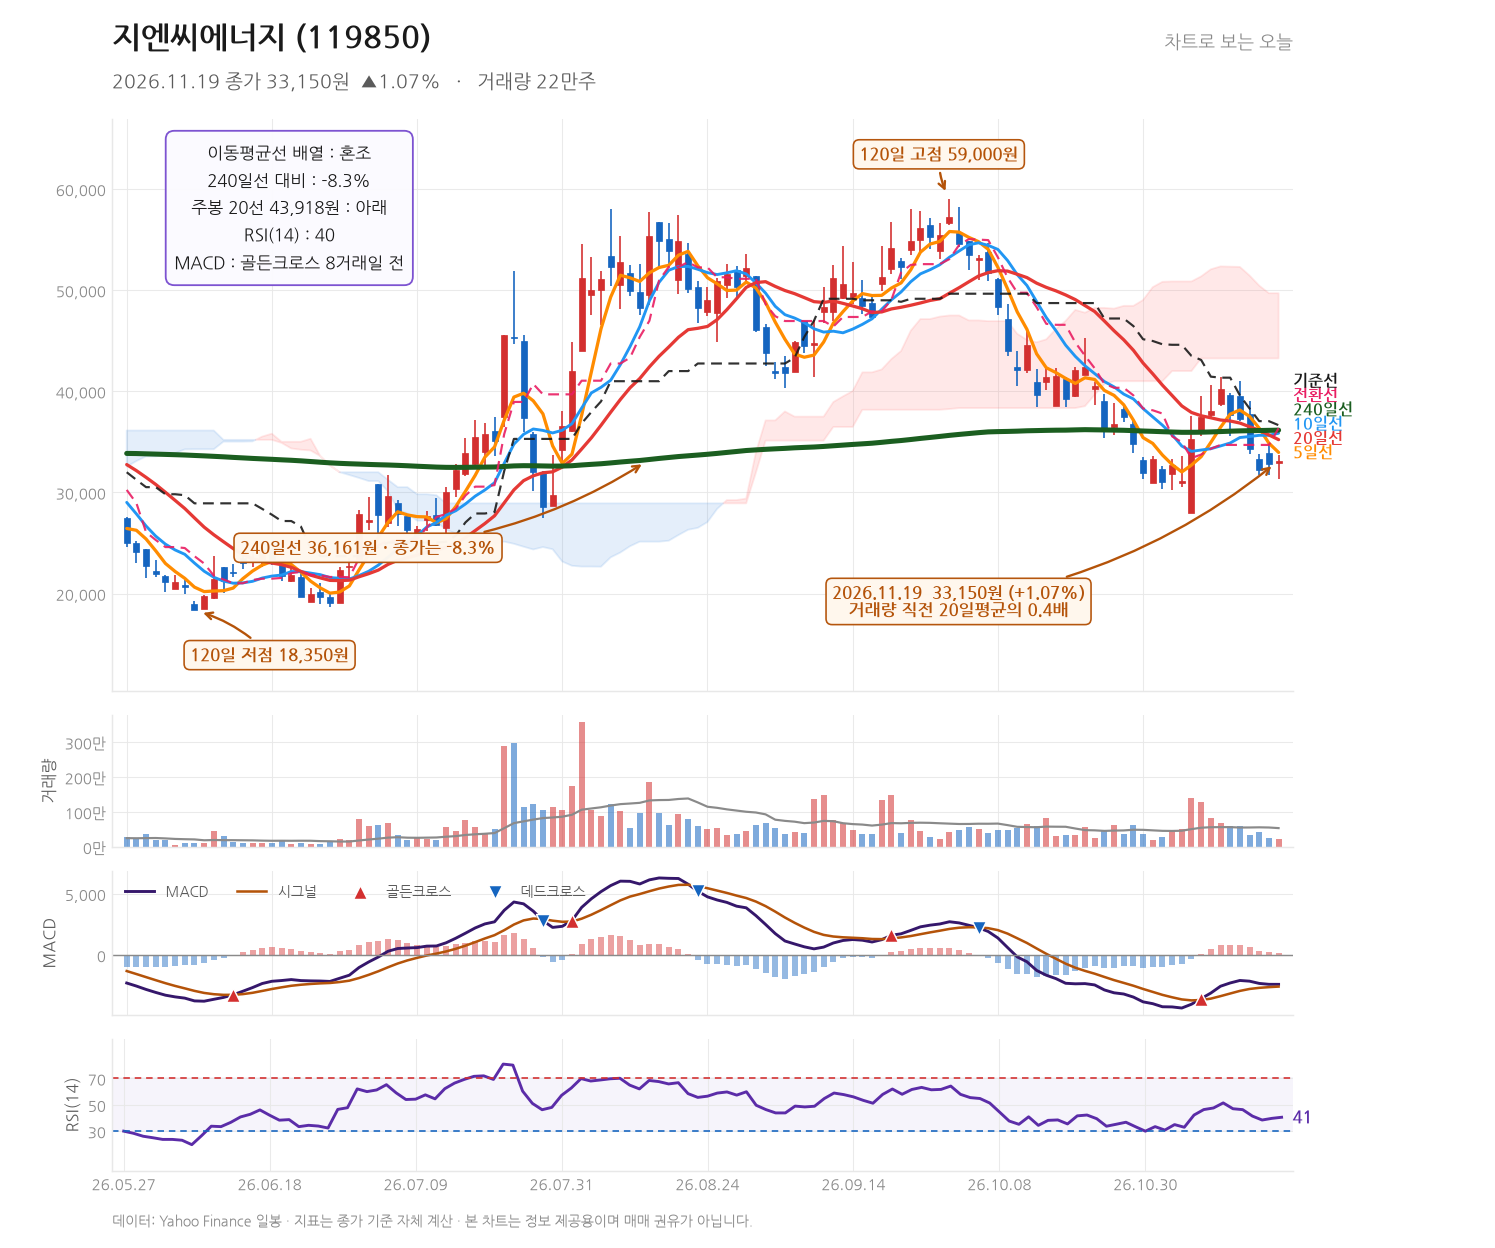 지엔씨에너지 (119850)
차트로 보는 오늘
2026.11.19 종가 33,150원 ▲1.07% · 거래량 22만주
이동평균선 배열 : 혼조
240일선 대비 : -8.3%
주봉 20선 43,918원 : 아래
RSI(14) : 40
MACD : 골든크로스 8거래일 전
120일 고점 59,000원
60,000
50,000
40,000
30,000
20,000
기준선
전환선
240일선
10일선
20일선
5일선
240일선 36,161원 · 종가는 -8.3%
2026.11.19 33,150원 (+1.07%)
거래량 직전 20일평균의 0.4배
120일 저점 18,350원
거래량
300만
200만
100만
0만
MACD
5,000
0
MACD
시그널
골든크로스
데드크로스
RSI(14)
70
50
30
41
26.05.27
26.06.18
26.07.09
26.07.31
26.08.24
26.09.14
26.10.08
26.10.30
데이터: Yahoo Finance 일봉 · 지표는 종가 기준 자체 계산 · 본 차트는 정보 제공용이며 매매 권유가 아닙니다.